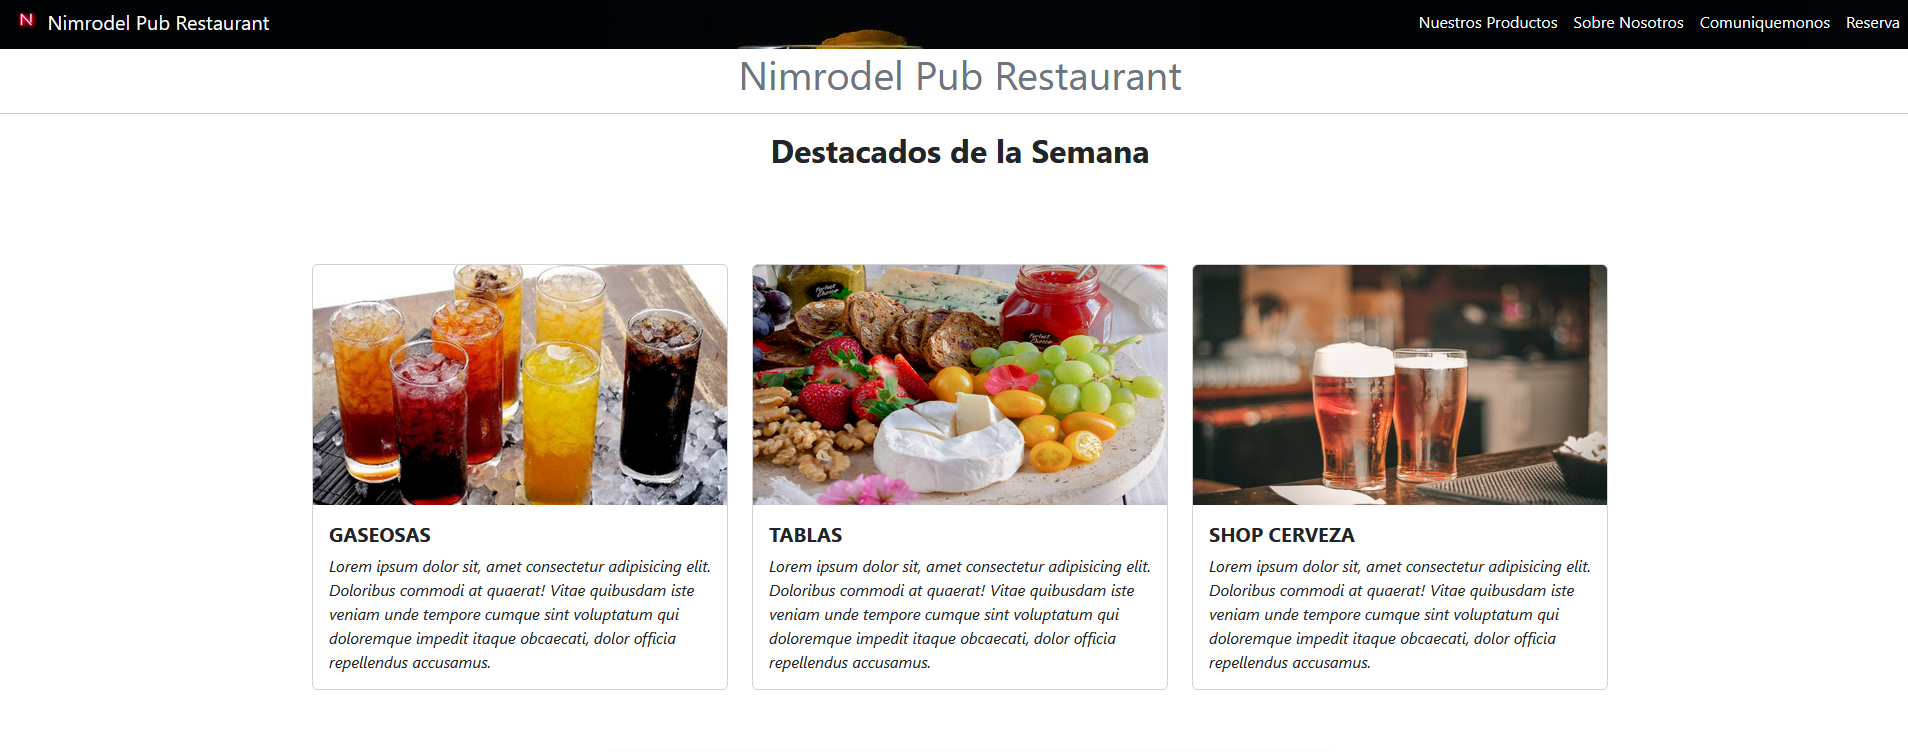 N Nimrodel Pub Restaurant
Nuestros Productos Sobre Nosotros Comuniquemonos Reserva
Nimrodel Pub Restaurant
Destacados de la Semana
Perfect Choice
Perfect Choice
GASEOSAS
Lorem ipsum dolor sit, amet consectetur adipisicing elit.
Doloribus commodi at quaerat! Vitae quibusdam iste
veniam unde tempore cumque sint voluptatum qui
doloremque impedit itaque obcaecati, dolor officia
repellendus accusamus.
TABLAS
Lorem ipsum dolor sit, amet consectetur adipisicing elit.
Doloribus commodi at quaerat! Vitae quibusdam iste
veniam unde tempore cumque sint voluptatum qui
doloremque impedit itaque obcaecati, dolor officia
repellendus accusamus.
SHOP CERVEZA
Lorem ipsum dolor sit, amet consectetur adipisicing elit.
Doloribus commodi at quaerat! Vitae quibusdam iste
veniam unde tempore cumque sint voluptatum qui
doloremque impedit itaque obcaecati, dolor officia
repellendus accusamus.